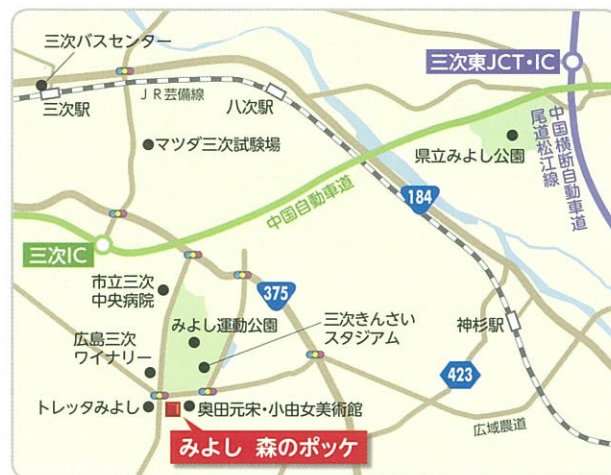 三次バスセンター
三次東JCT・IC
三次駅
JR芸備線
八次駅
マツダ三次試験場
県立みよし公園
中国横断自動車道
尾道松江線
中国自動車道
184
三次IC
市立三次
中央病院
375
みよし運動公園
三次きんさい
スタジアム
神杉駅
広島三次
ワイナリー
423
トレッタみよし
奥田元宋・小由女美術館
広域農道
みよし 森のポッケ